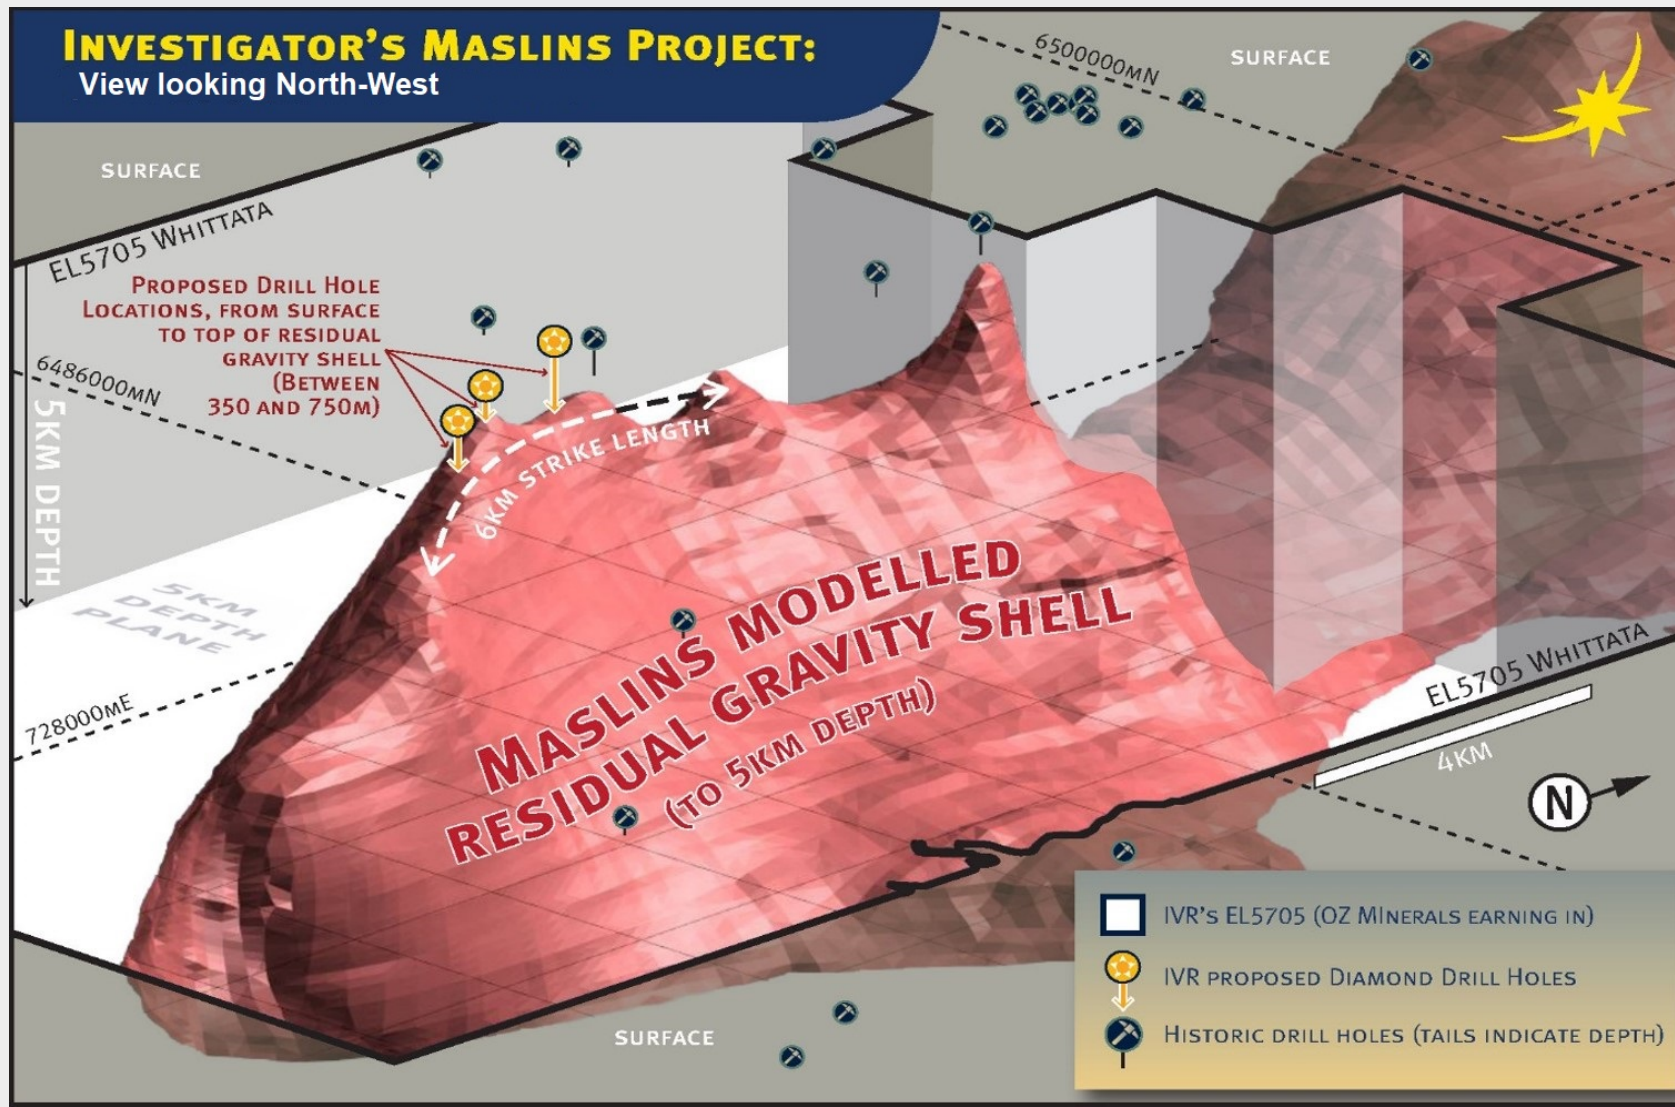 INVESTIGATOR'S MASLINS PROJECT:
View looking North-West
SURFACE
6500000MN
SURFACE
EL5705 WHITTATA
PROPOSED DRILL HOLE
LOCATIONS, FROM SURFACE
TO TOP OF RESIDUAL
GRAVITY SHELL
(BETWEEN
350 AND 750M)
6486000MN
5KM DEPTH
6KM STRIKE LENGTH
5KM
DEPTH
PLANE
728000ME
MASLINS MODELLED
RESIDUAL GRAVITY SHELL
(TO 5KM DEPTH)
EL5705 WHITTATA
4KM
N
SURFACE
IVR'S EL5705 (OZ MINERALS EARNING IN)
IVR PROPOSED DIAMOND DRILL HOLES
HISTORIC DRILL HOLES (TAILS INDICATE DEPTH)